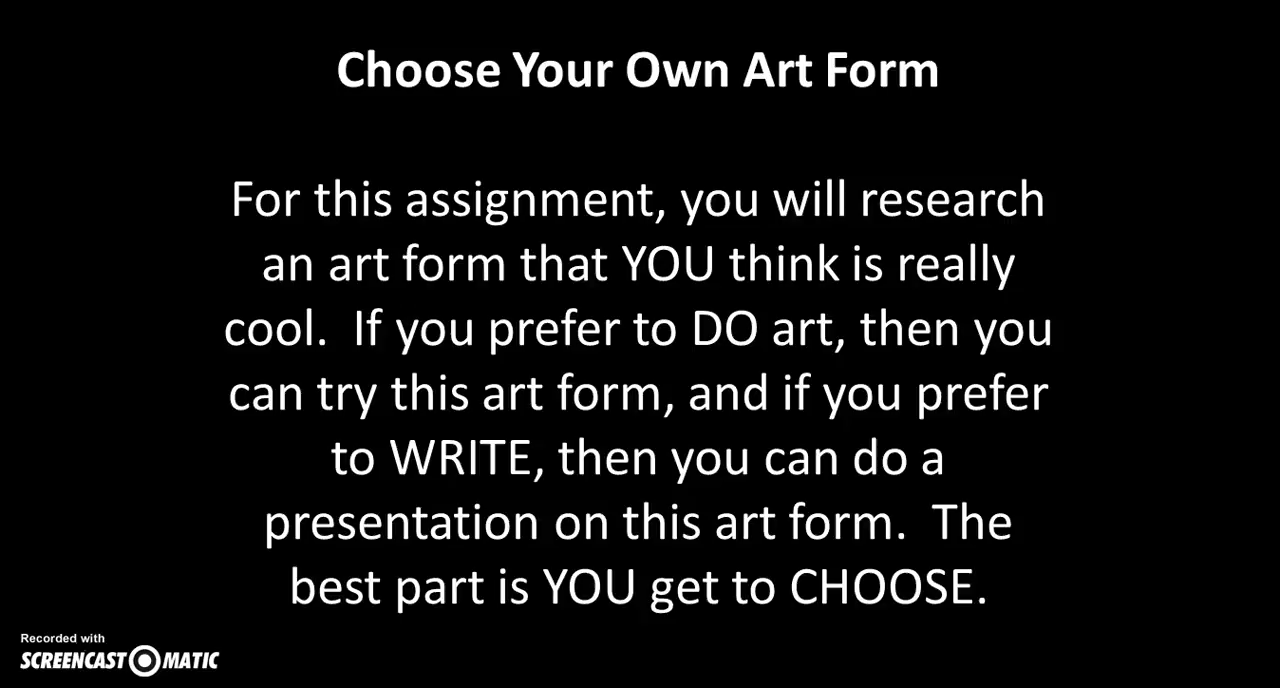 Choose Your Own Art Form
For this assignment, you will research
an art form that YOU think is really
cool.  If you prefer to DO art, then you
can try this art form, and if you prefer
to WRITE, then you can do a
presentation on this art form.  The
best part is YOU get to CHOOSE.
Recorded with
SCREENCAST MATIC